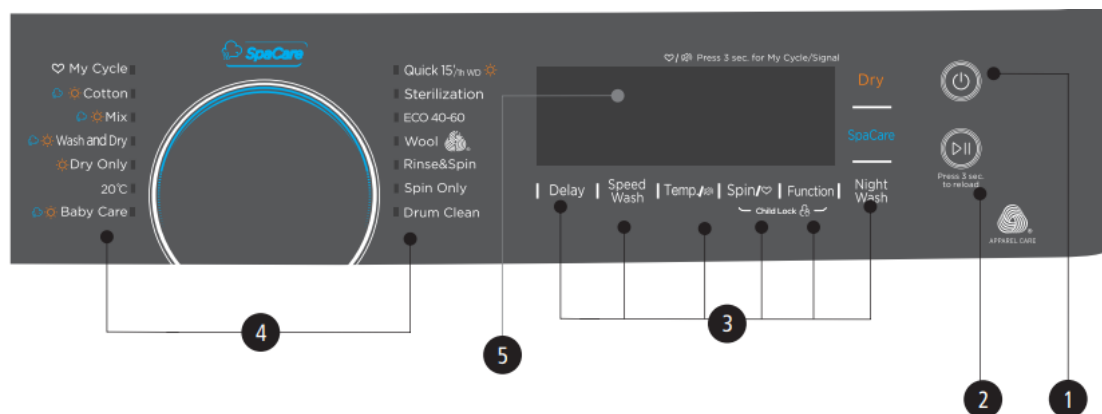 SpaCare
♡ My Cycle
Cotton
Mix
Wash and Dry
Dry Only
20℃
Baby Care
Quick 15'/1h WD
Sterilization
ECO 40-60
Wool
Rinse&Spin
Spin Only
Drum Clean
♡/ Press 3 sec. for My Cycle/Signal
Dry
SpaCare
Delay
Speed Wash
Temp./
Spin/♡
Function
Night Wash
Child Lock
Press 3 sec.
to reload
APPAREL CARE
4
5
3
2
1